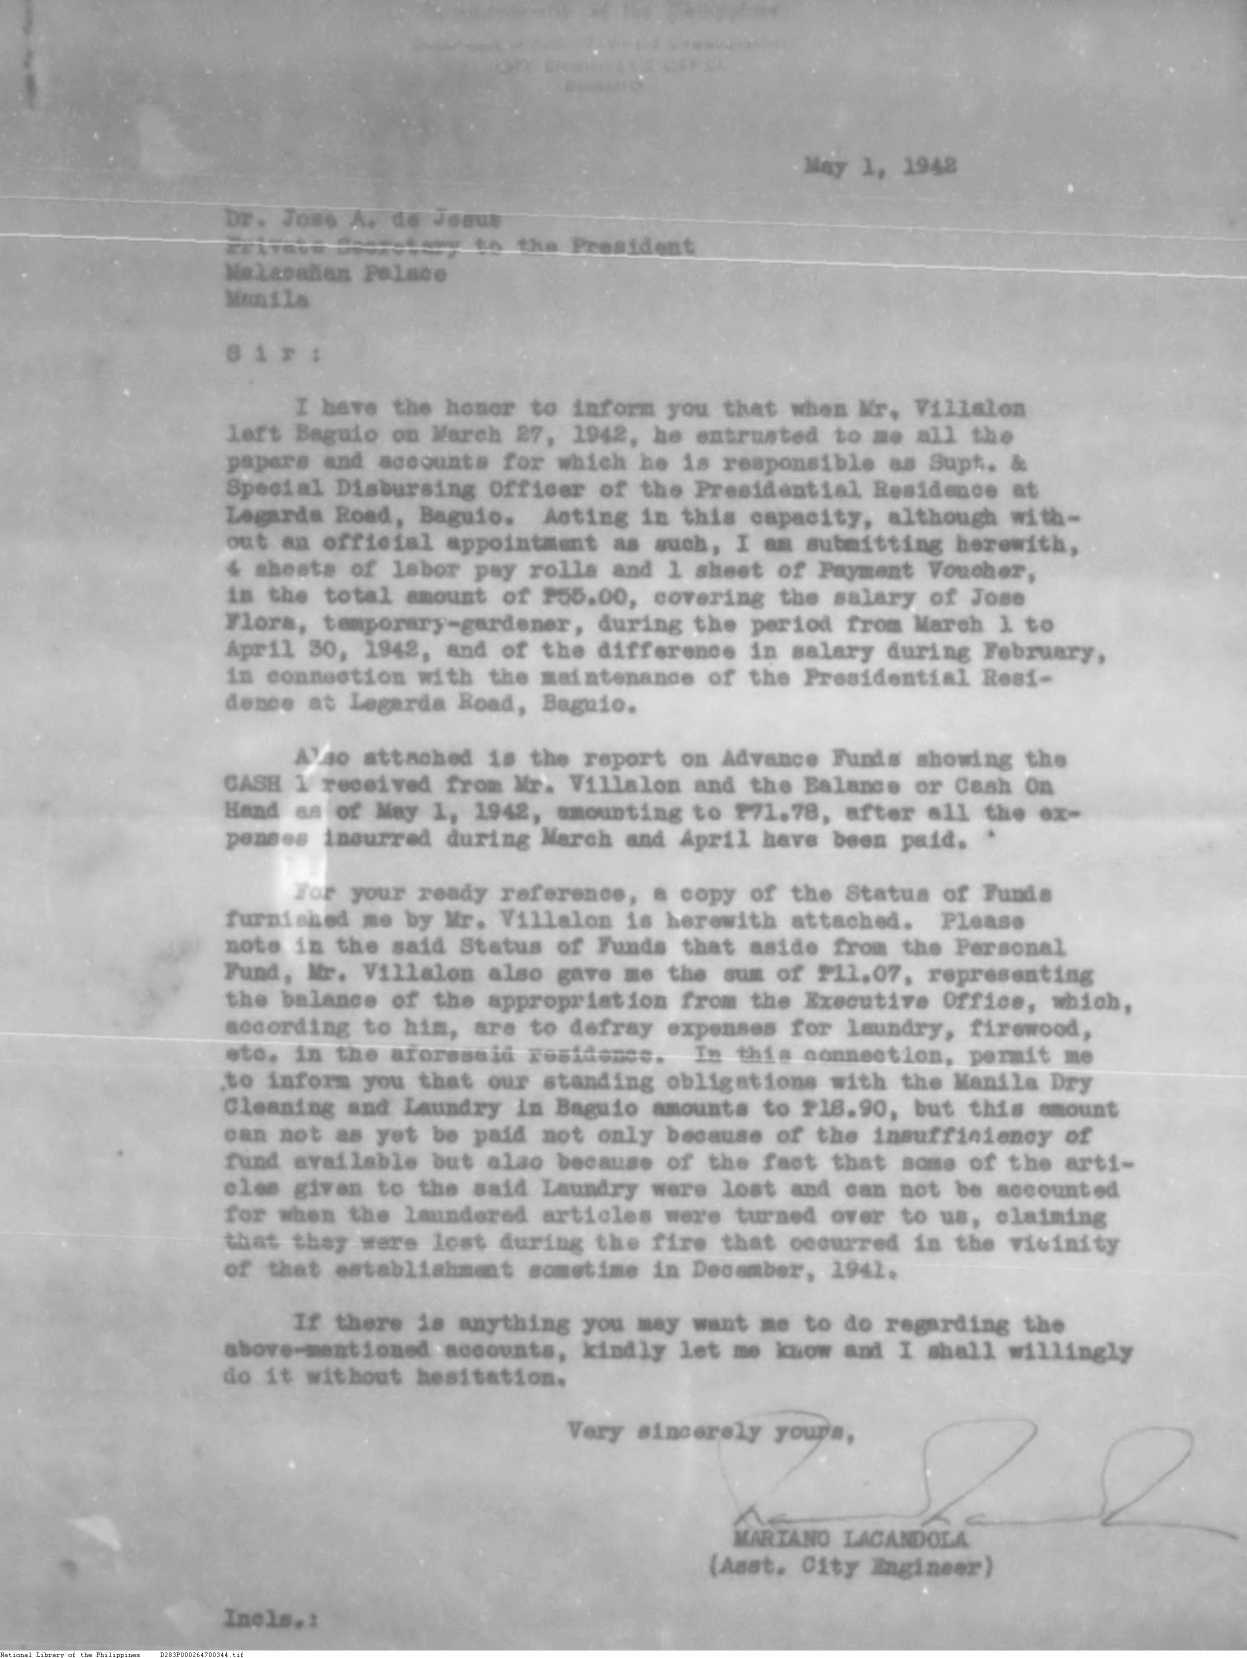 of the Philippines
CITY ENGINEER'S OFFICE
BAGUIO
May 1, 1942
Dr. Jose A. de Jesus
Private Secretary to the President
Malacañan Palace
Manila
S i r :
I have the honor to inform you that when Mr. Villalon
left Baguio on March 27, 1942, he entrusted to me all the
papers and accounts for which he is responsible as Supt. &
Special Disbursing Officer of the Presidential Residence at
Legarda Road, Baguio. Acting in this capacity, although with-
out an official appointment as such, I am submitting herewith,
4 sheets of labor pay rolls and 1 sheet of Payment Voucher,
in the total amount of ₱55.00, covering the salary of Jose
Flora, temporary-gardener, during the period from March 1 to
April 30, 1942, and of the difference in salary during February,
in connection with the maintenance of the Presidential Resi-
dence at Legarda Road, Baguio.
Also attached is the report on Advance Funds showing the
CASH I received from Mr. Villalon and the Balance or Cash On
Hand as of May 1, 1942, amounting to ₱71.78, after all the ex-
penses insurred during March and April have been paid.
For your ready reference, a copy of the Status of Funds
furnished me by Mr. Villalon is herewith attached. Please
note in the said Status of Funds that aside from the Personal
Fund, Mr. Villalon also gave me the sum of ₱11.07, representing
the balance of the appropriation from the Executive Office, which,
according to him, are to defray expenses for laundry, firewood,
etc. in the aforesaid residence. In this connection, permit me
to inform you that our standing obligations with the Manila Dry
Cleaning and Laundry in Baguio amounts to ₱18.90, but this amount
can not as yet be paid not only because of the insufficiency of
fund available but also because of the fact that some of the arti-
cles given to the said Laundry were lost and can not be accounted
for when the laundered articles were turned over to us, claiming
that they were lost during the fire that occurred in the vicinity
of that establishment sometime in December, 1941.
If there is anything you may want me to do regarding the
above-mentioned accounts, kindly let me know and I shall willingly
do it without hesitation.
Very sincerely yours,
MARIANO LACANDOLA
(Asst. City Engineer)
Incls.:
National Library of the Philippines D283P000264700344.tif